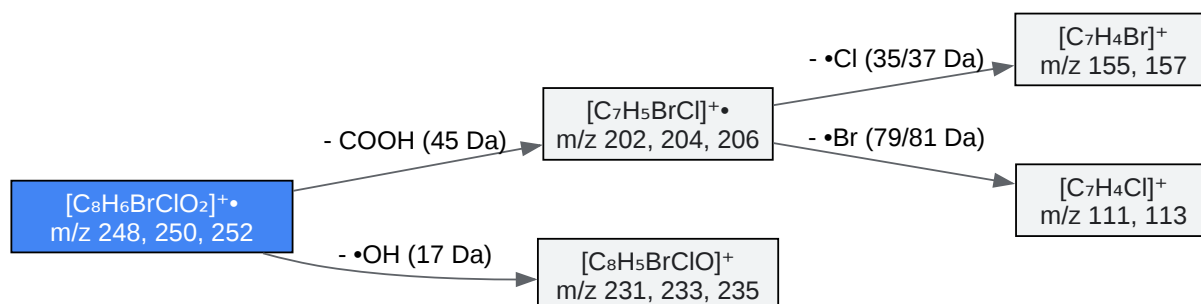 [C₈H₆BrClO₂]⁺•
m/z 248, 250, 252
- COOH (45 Da)
- •OH (17 Da)
[C₇H₅BrCl]⁺•
m/z 202, 204, 206
[C₈H₅BrClO]⁺
m/z 231, 233, 235
- •Cl (35/37 Da)
- •Br (79/81 Da)
[C₇H₄Br]⁺
m/z 155, 157
[C₇H₄Cl]⁺
m/z 111, 113